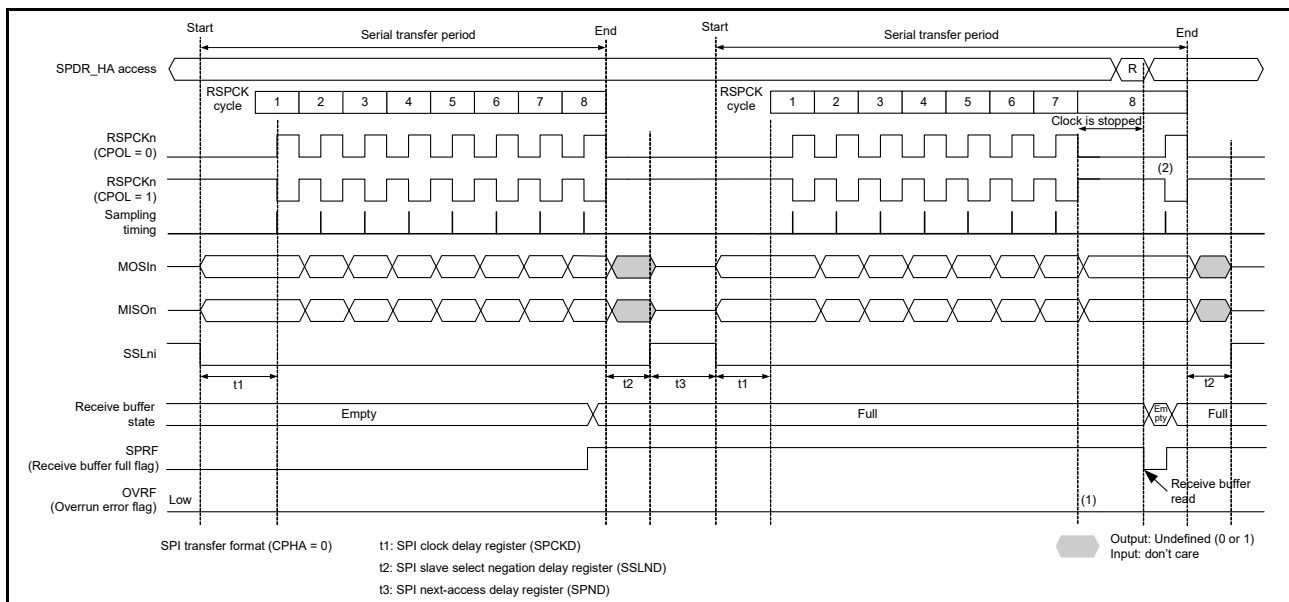 Start
Serial transfer period
End
Start
Serial transfer period
End
SPDR_HA access
R
RSPCK
cycle
1 2 3 4 5 6 7 8
1 2 3 4 5 6 7 8
Clock is stopped
RSPCKn
(CPOL = 0)
(2)
RSPCKn
(CPOL = 1)
Sampling
timing
MOSIn
MISOn
SSLni
t1
t2
t3
t1
t2
Receive buffer
state
Empty
Full
Em
pty
Full
SPRF
(Receive buffer full flag)
Receive buffer
read
OVRF
(Overrun error flag)
Low
(1)
SPI transfer format (CPHA = 0)
t1: SPI clock delay register (SPCKD)
t2: SPI slave select negation delay register (SSLND)
t3: SPI next-access delay register (SPND)
Output: Undefined (0 or 1)
Input: don't care